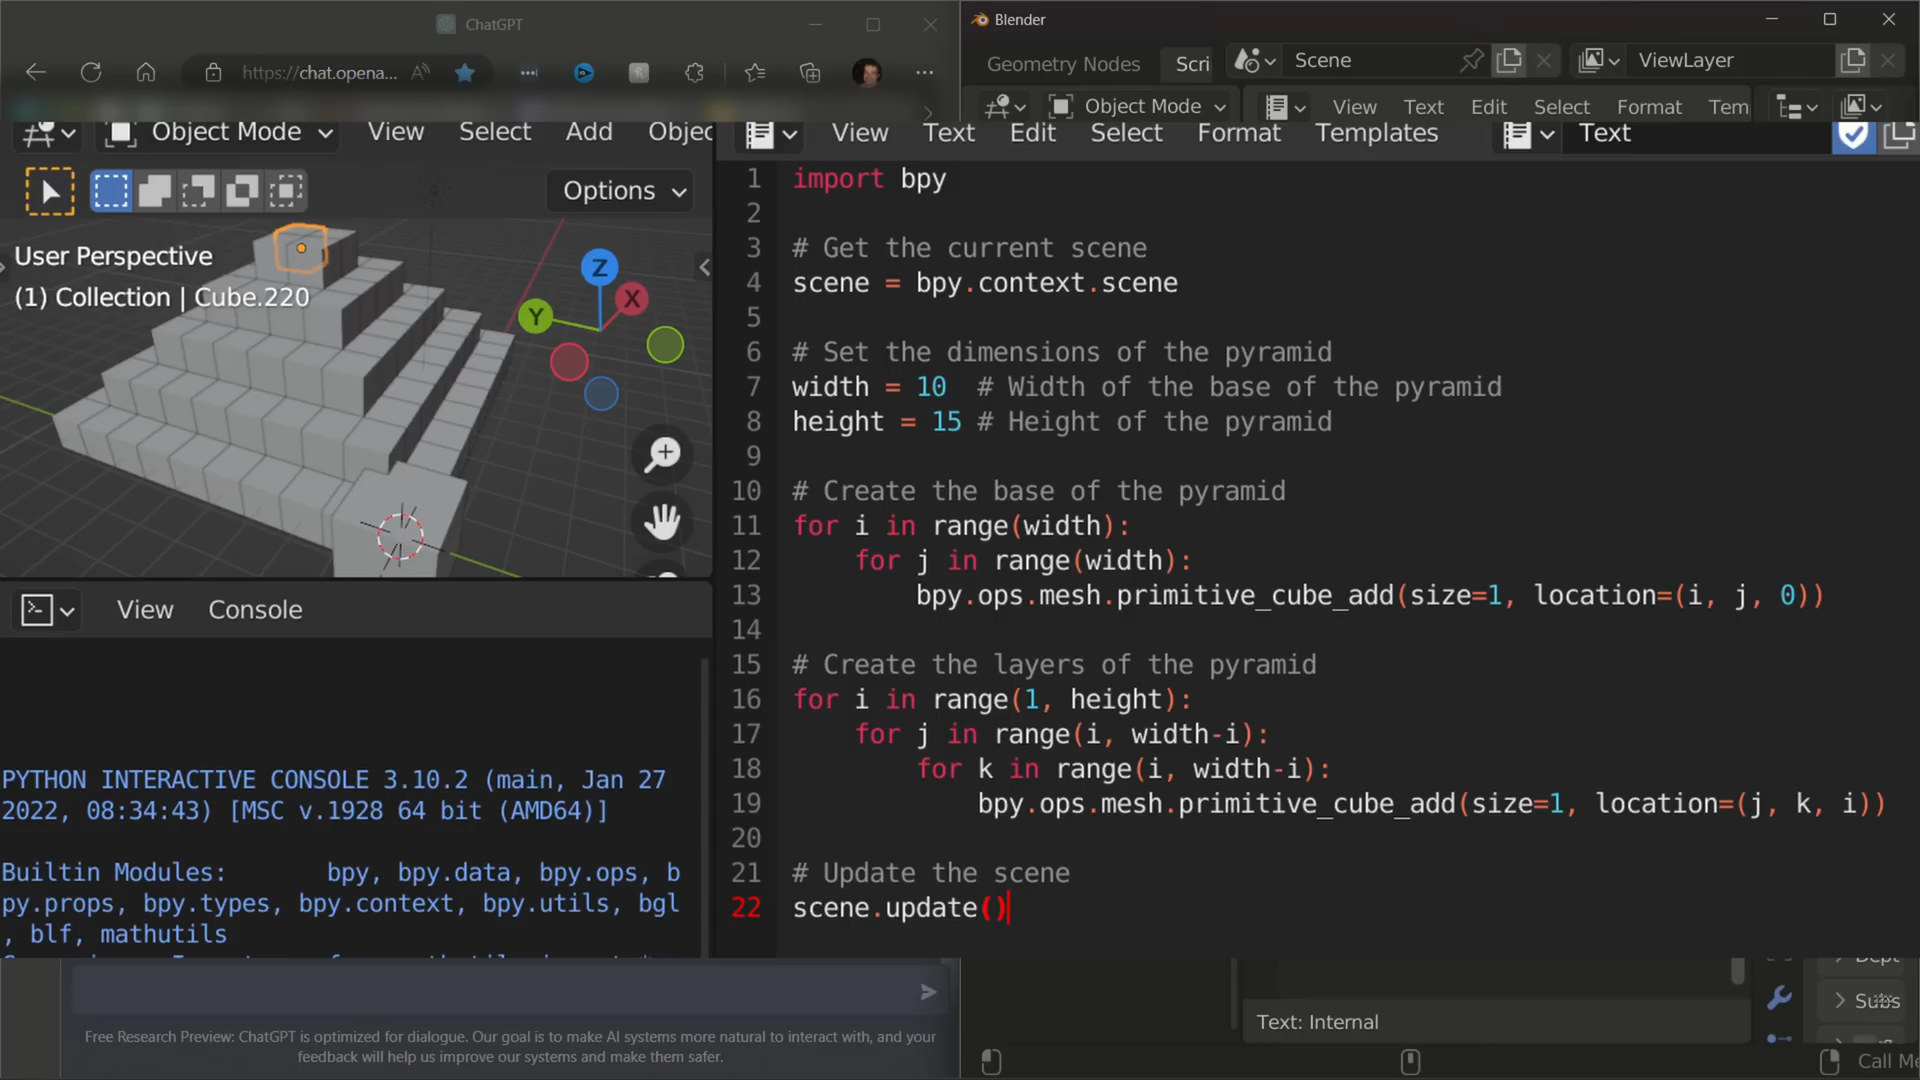 ChatGPT
https://chat.opena...
Blender
Geometry Nodes Scri Scene ViewLayer
Object Mode View Text Edit Select Format Tem
Object Mode View Select Add Objec
View Text Edit Select Format Templates Text
Options
User Perspective
(1) Collection | Cube.220
Z
X
Y
1 import bpy
2
3 # Get the current scene
4 scene = bpy.context.scene
5
6 # Set the dimensions of the pyramid
7 width = 10  # Width of the base of the pyramid
8 height = 15 # Height of the pyramid
9
10 # Create the base of the pyramid
11 for i in range(width):
12     for j in range(width):
13         bpy.ops.mesh.primitive_cube_add(size=1, location=(i, j, 0))
14
15 # Create the layers of the pyramid
16 for i in range(1, height):
17     for j in range(i, width-i):
18         for k in range(i, width-i):
19             bpy.ops.mesh.primitive_cube_add(size=1, location=(j, k, i))
20
21 # Update the scene
22 scene.update()
View Console
PYTHON INTERACTIVE CONSOLE 3.10.2 (main, Jan 27
2022, 08:34:43) [MSC v.1928 64 bit (AMD64)]
Builtin Modules:       bpy, bpy.data, bpy.ops, b
py.props, bpy.types, bpy.context, bpy.utils, bgl
, blf, mathutils
Free Research Preview: ChatGPT is optimized for dialogue. Our goal is to make AI systems more natural to interact with, and your
feedback will help us improve our systems and make them safer.
Text: Internal
Subs
Call Me